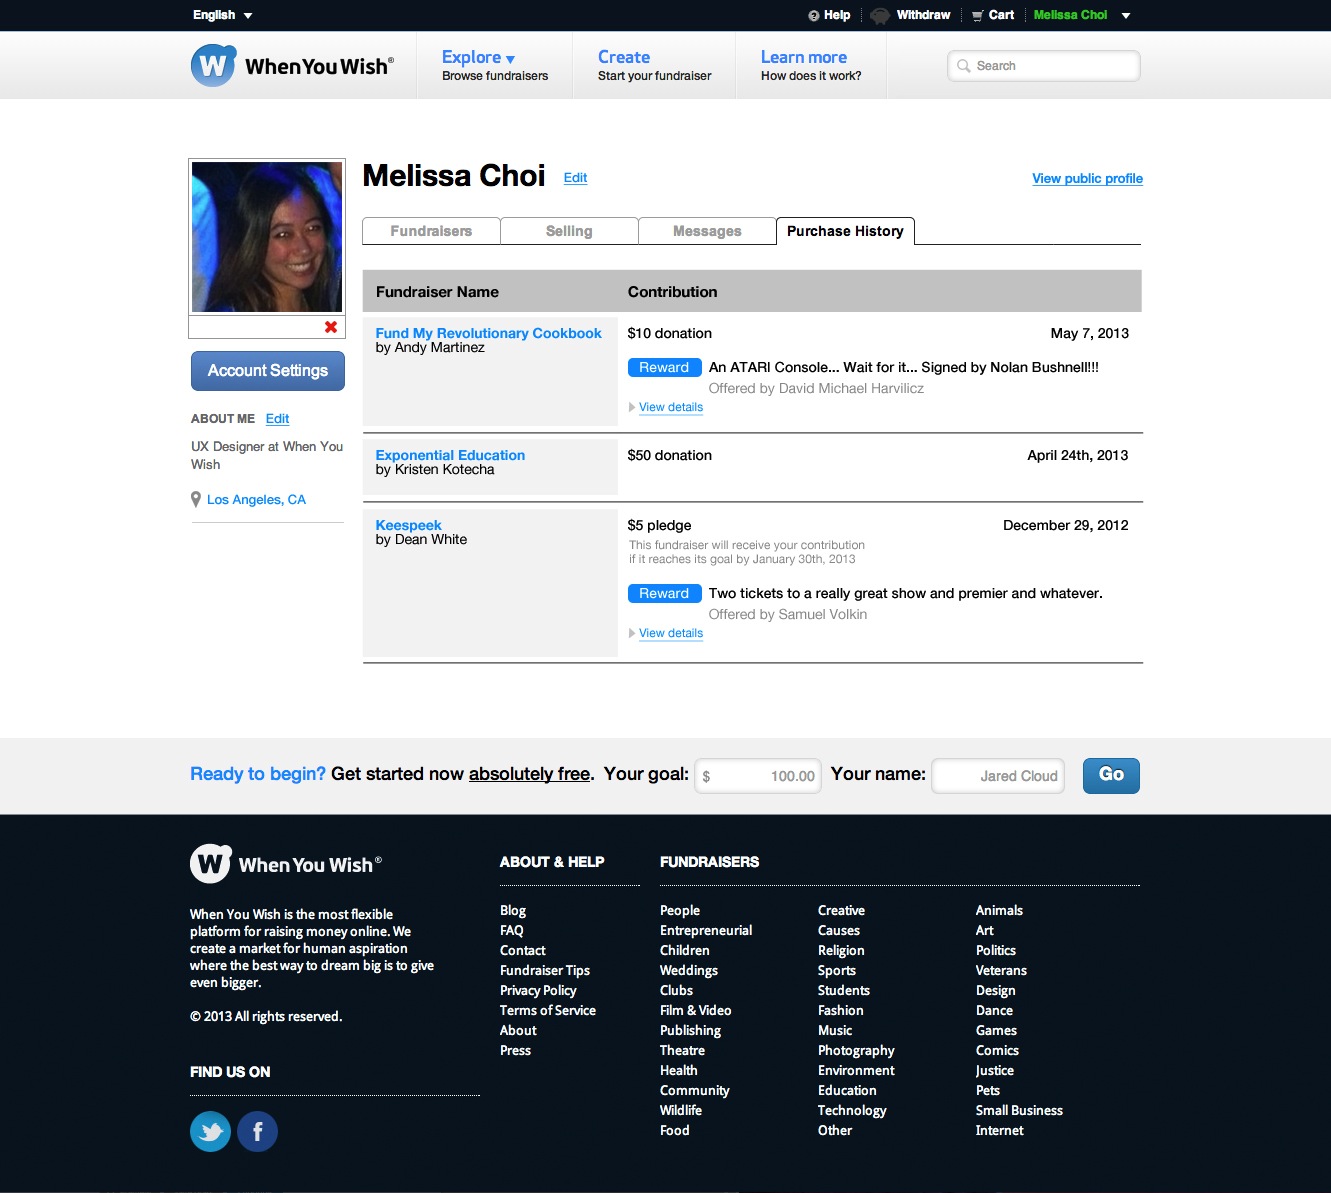 English
Help
Withdraw
Cart
Melissa Choi
W WhenYouWish®
Explore
Browse fundraisers
Create
Start your fundraiser
Learn more
How does it work?
Search
Melissa Choi Edit
View public profile
Fundraisers
Selling
Messages
Purchase History
Account Settings
ABOUT ME Edit
UX Designer at When You
Wish
Los Angeles, CA
Fundraiser Name
Contribution
Fund My Revolutionary Cookbook
by Andy Martinez
$10 donation
May 7, 2013
Reward An ATARI Console... Wait for it... Signed by Nolan Bushnell!!!
Offered by David Michael Harvilicz
View details
Exponential Education
by Kristen Kotecha
$50 donation
April 24th, 2013
Keespeek
by Dean White
$5 pledge
December 29, 2012
This fundraiser will receive your contribution
if it reaches its goal by January 30th, 2013
Reward Two tickets to a really great show and premier and whatever.
Offered by Samuel Volkin
View details
Ready to begin? Get started now absolutely free. Your goal: $ 100.00 Your name: Jared Cloud Go
W When You Wish®
When You Wish is the most flexible
platform for raising money online. We
create a market for human aspiration
where the best way to dream big is to give
even bigger.
© 2013 All rights reserved.
FIND US ON
f
ABOUT & HELP
Blog
FAQ
Contact
Fundraiser Tips
Privacy Policy
Terms of Service
About
Press
FUNDRAISERS
People
Entrepreneurial
Children
Weddings
Clubs
Film & Video
Publishing
Theatre
Health
Community
Wildlife
Food
Creative
Causes
Religion
Sports
Students
Fashion
Music
Photography
Environment
Education
Technology
Other
Animals
Art
Politics
Veterans
Design
Dance
Games
Comics
Justice
Pets
Small Business
Internet